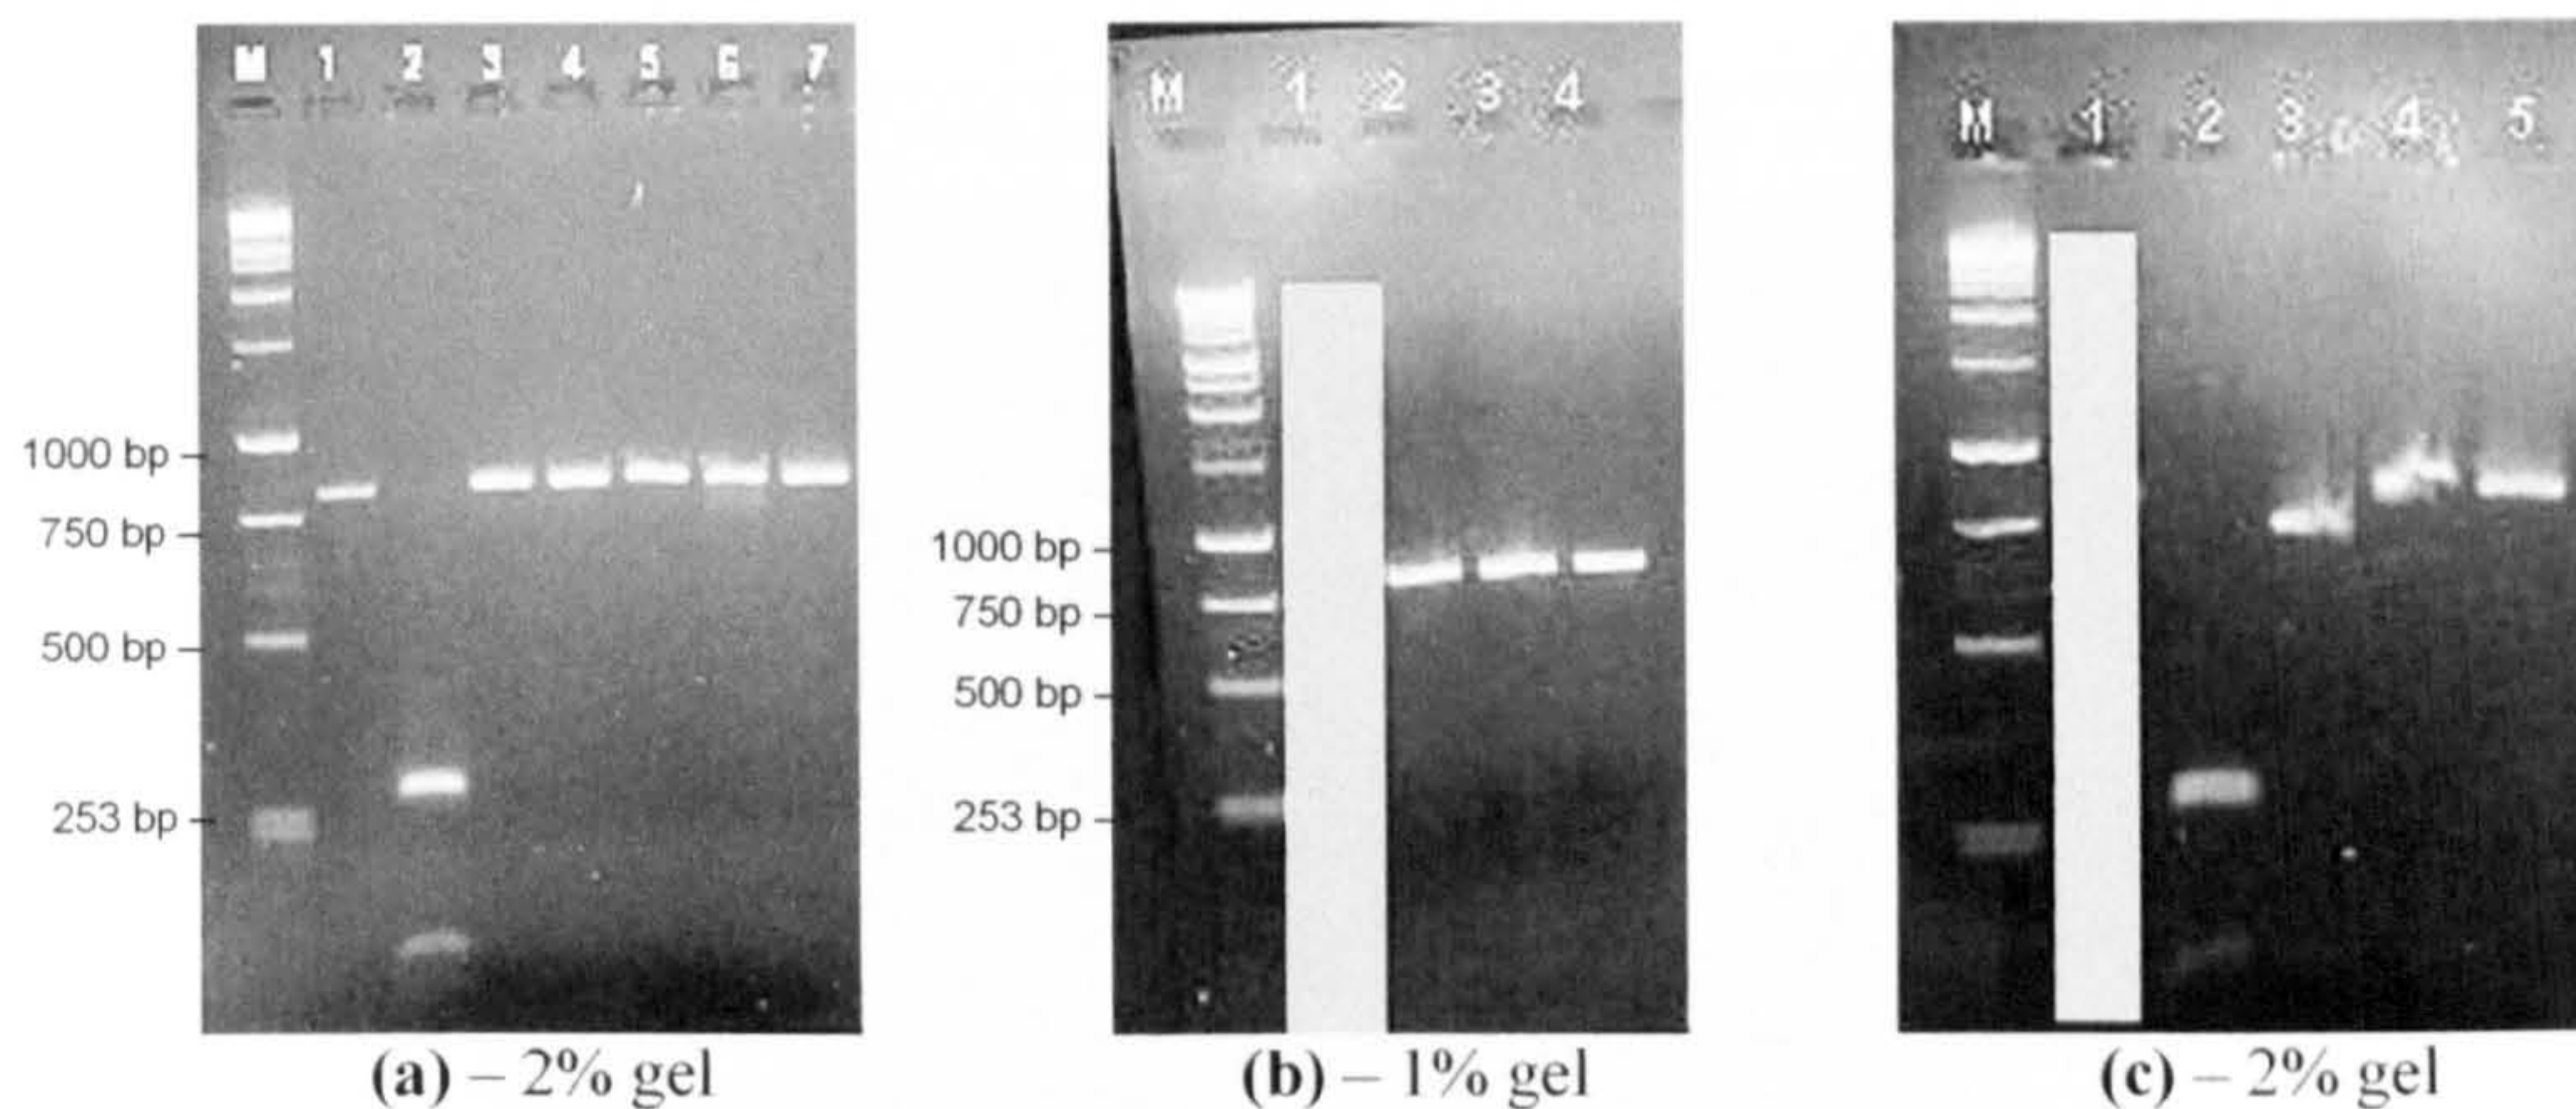 M 1 2 3 4 5 6 7
1000 bp
750 bp
500 bp
253 bp
(a) – 2% gel
M 1 2 3 4
1000 bp
750 bp
500 bp
253 bp
(b) – 1% gel
M 1 2 3 4 5
(c) – 2% gel